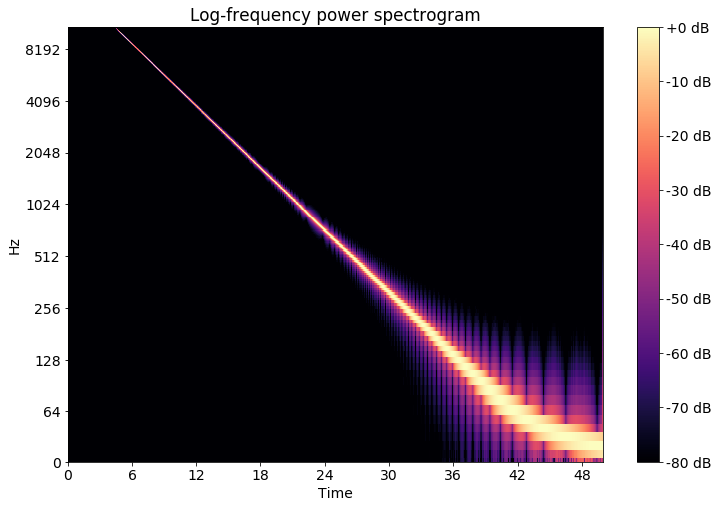 Log-frequency power spectrogram
Hz
8192
4096
2048
1024
512
256
128
64
0
0 6 12 18 24 30 36 42 48
Time
+0 dB
-10 dB
-20 dB
-30 dB
-40 dB
-50 dB
-60 dB
-70 dB
-80 dB